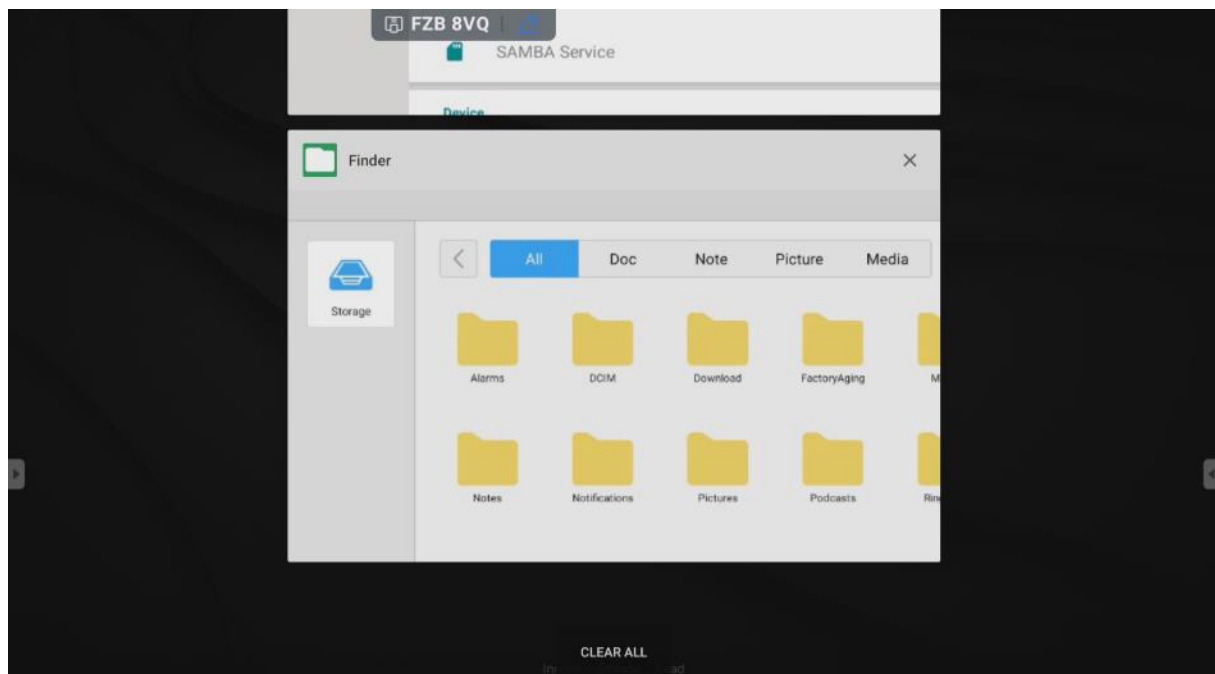 FZB 8VQ
SAMBA Service
Device
Finder
All Doc Note Picture Media
Storage
Alarms DCIM Download FactoryAging M
Notes Notifications Pictures Podcasts Rin
CLEAR ALL